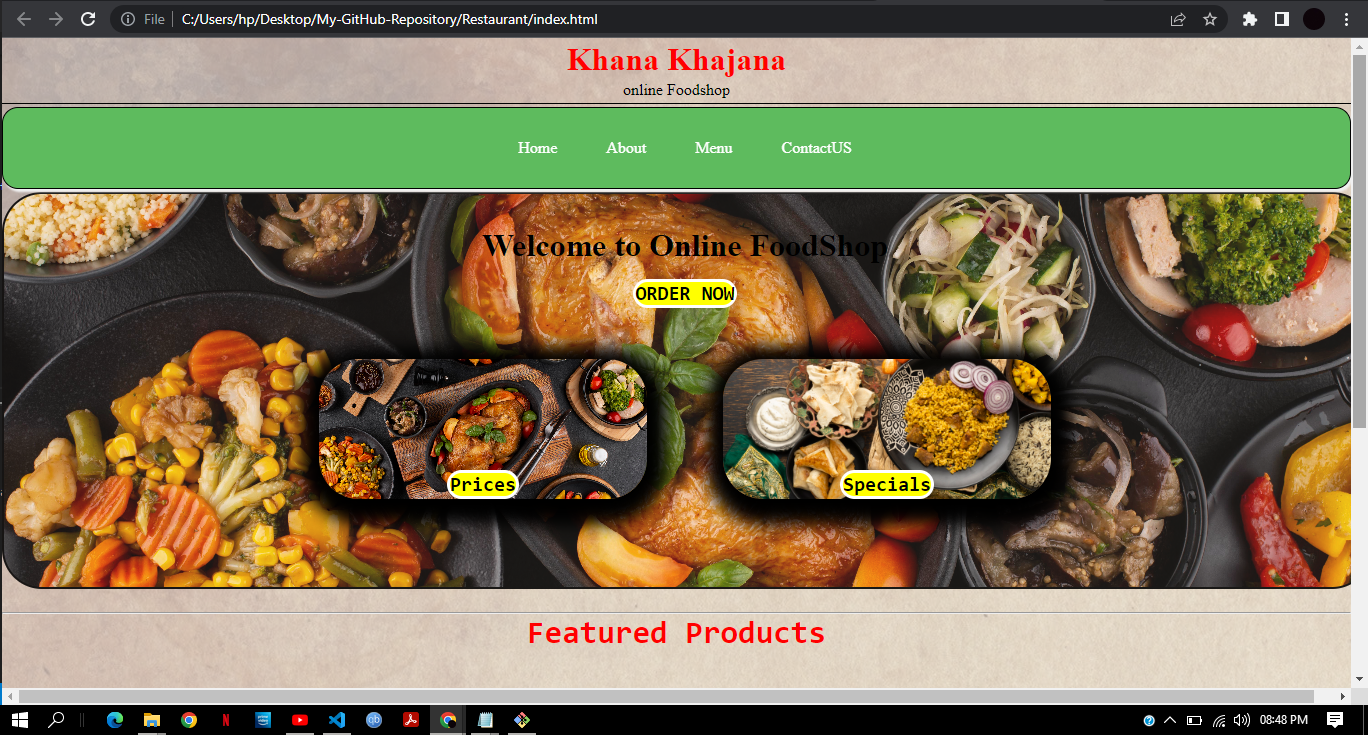 File | C:/Users/hp/Desktop/My-GitHub-Repository/Restaurant/index.html
Khana Khajana
online Foodshop
Home About Menu ContactUS
Welcome to Online FoodShop
ORDER NOW
Prices Specials
Featured Products
08:48 PM